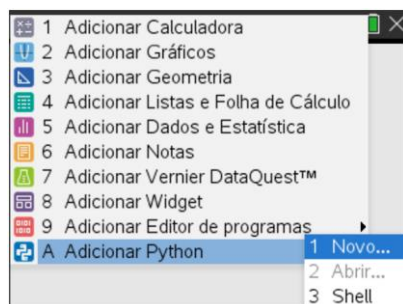 1 Adicionar Calculadora
2 Adicionar Gráficos
3 Adicionar Geometria
4 Adicionar Listas e Folha de Cálculo
5 Adicionar Dados e Estatística
6 Adicionar Notas
7 Adicionar Vernier DataQuest™
8 Adicionar Widget
9 Adicionar Editor de programas
A Adicionar Python
1 Novo...
2 Abrir...
3 Shell